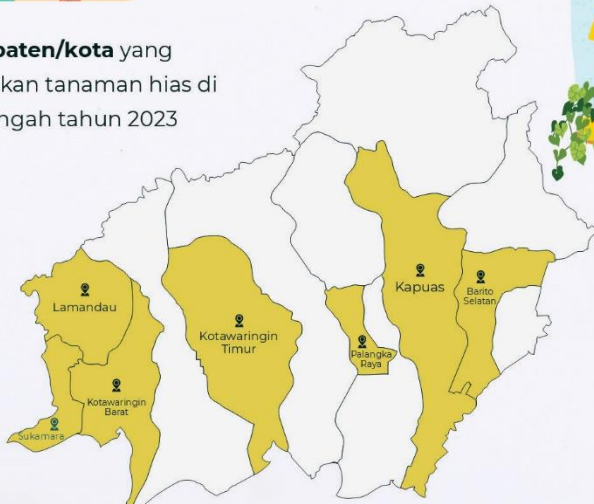 paten/kota yang
kan tanaman hias di
ngah tahun 2023
Lamandau
Kapuas
Barito
Selatan
Kotawaringin
Timur
Palangka
Raya
Kotawaringin
Barat
Sukamara